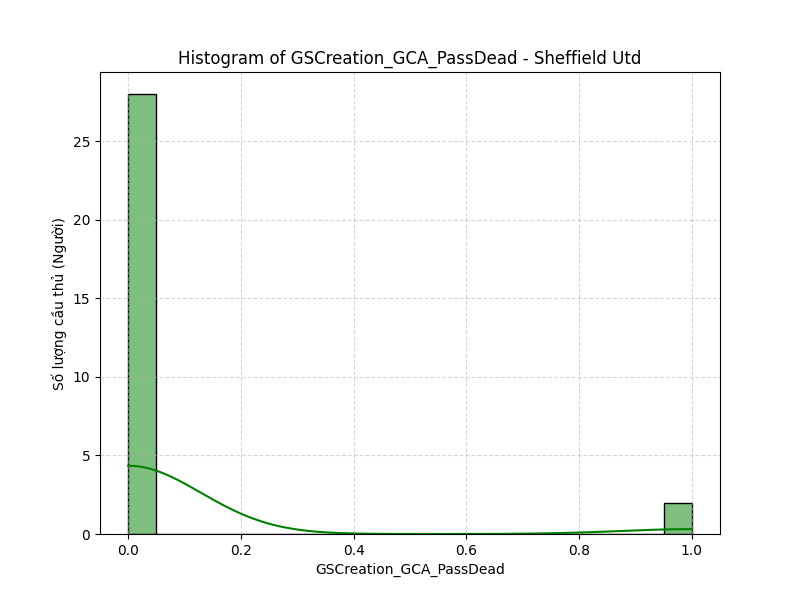 Histogram of GSCreation_GCA_PassDead - Sheffield Utd
Số lượng cầu thủ (Người)
25
20
15
10
5
0
0.0 0.2 0.4 0.6 0.8 1.0
GSCreation_GCA_PassDead